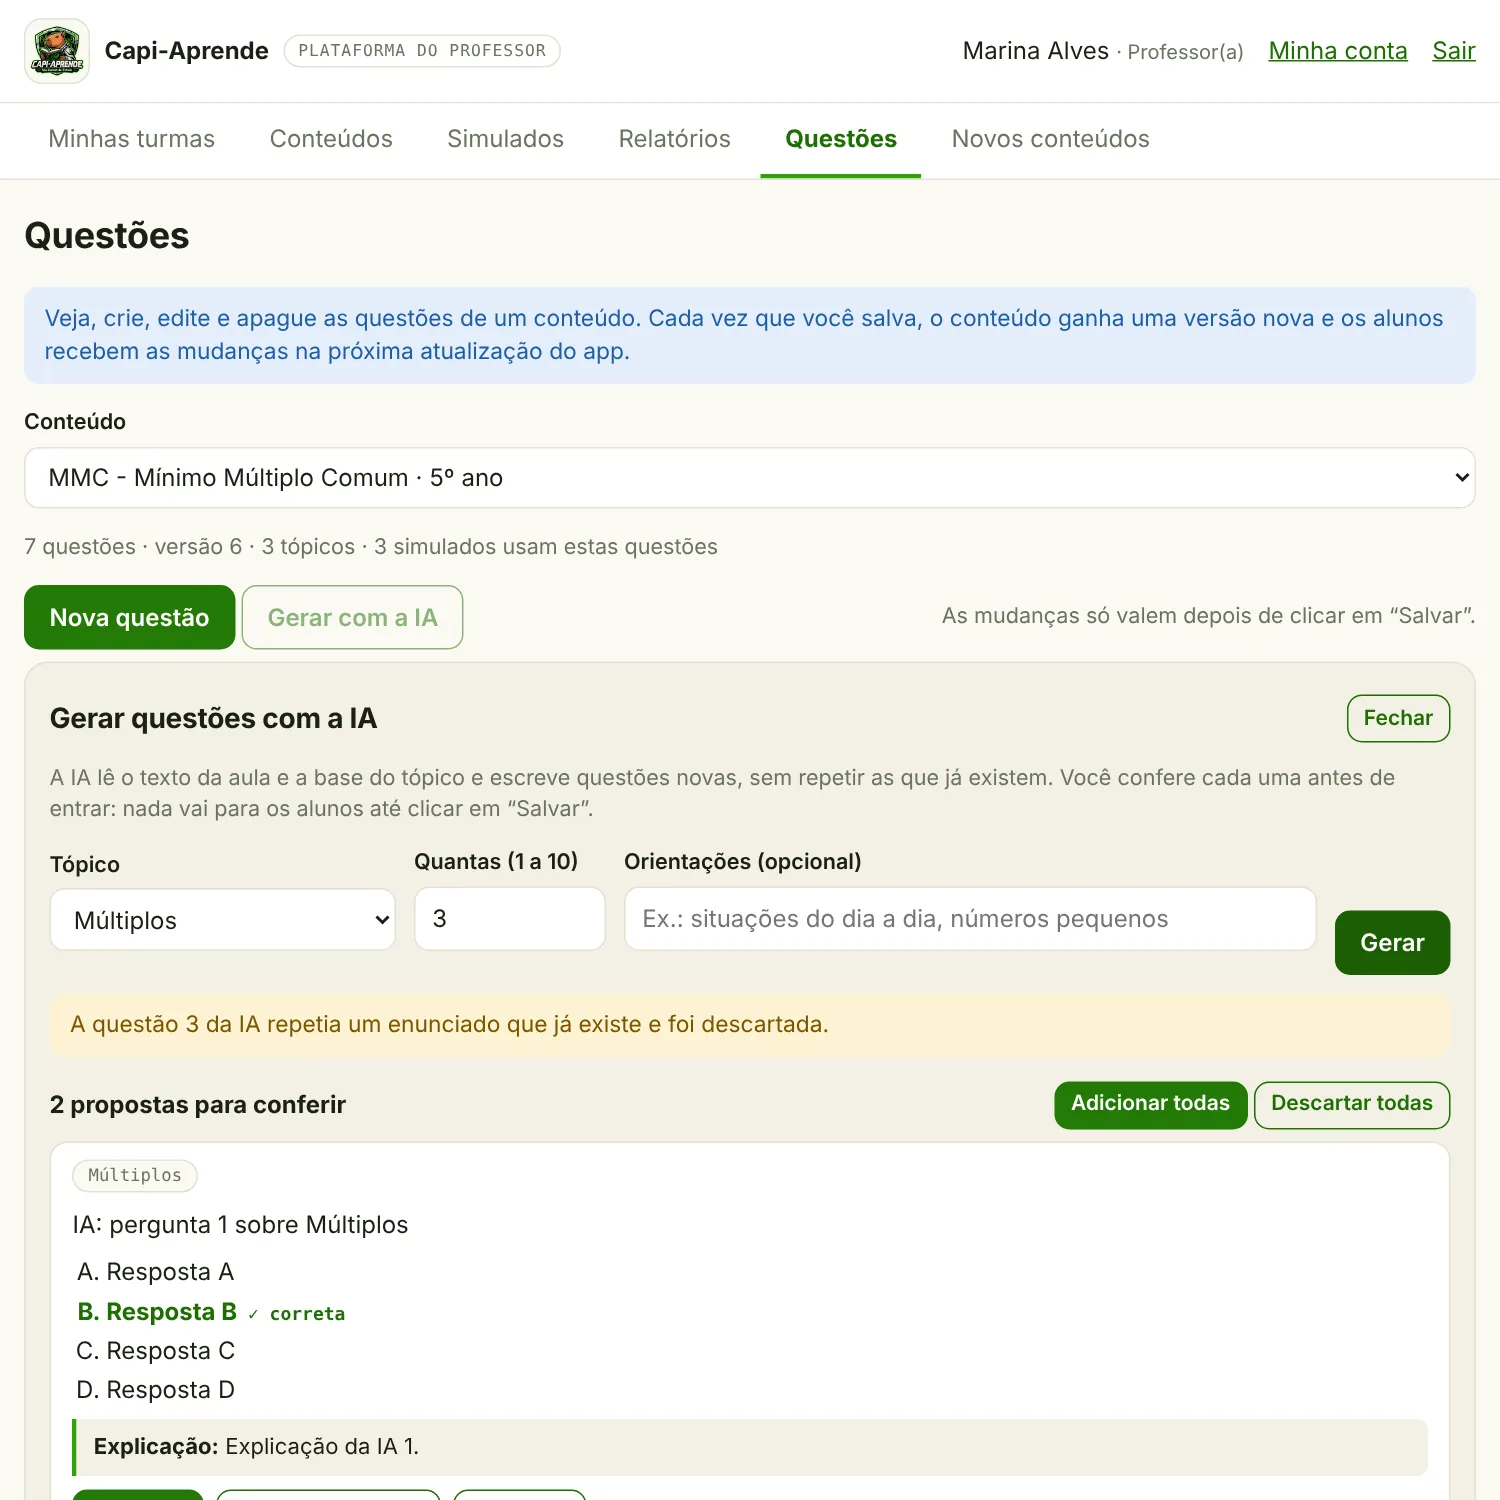 CAPI-APRENDE
Capi-Aprende
PLATAFORMA DO PROFESSOR
Marina Alves · Professor(a)
Minha conta
Sair
Minhas turmas
Conteúdos
Simulados
Relatórios
Questões
Novos conteúdos
Questões
Veja, crie, edite e apague as questões de um conteúdo. Cada vez que você salva, o conteúdo ganha uma versão nova e os alunos
recebem as mudanças na próxima atualização do app.
Conteúdo
MMC - Mínimo Múltiplo Comum · 5º ano
7 questões · versão 6 · 3 tópicos · 3 simulados usam estas questões
Nova questão
Gerar com a IA
As mudanças só valem depois de clicar em “Salvar”.
Gerar questões com a IA
Fechar
A IA lê o texto da aula e a base do tópico e escreve questões novas, sem repetir as que já existem. Você confere cada uma antes de
entrar: nada vai para os alunos até clicar em “Salvar”.
Tópico
Quantas (1 a 10)
Orientações (opcional)
Múltiplos
3
Ex.: situações do dia a dia, números pequenos
Gerar
A questão 3 da IA repetia um enunciado que já existe e foi descartada.
2 propostas para conferir
Adicionar todas
Descartar todas
Múltiplos
IA: pergunta 1 sobre Múltiplos
A. Resposta A
B. Resposta B ✓ correta
C. Resposta C
D. Resposta D
Explicação: Explicação da IA 1.